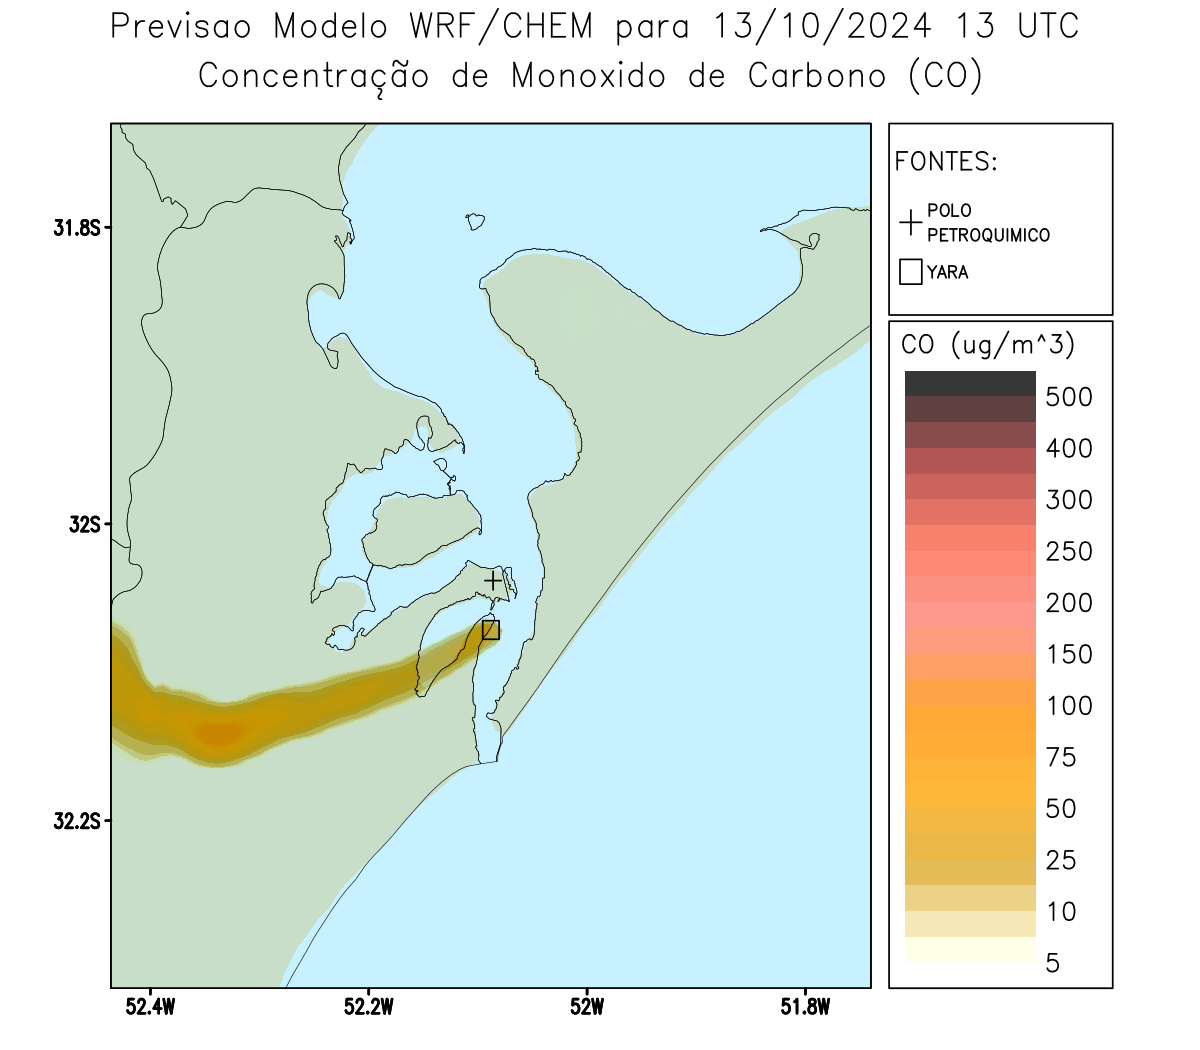 Previsao Modelo WRF/CHEM para 13/10/2024 13 UTC
Concentração de Monoxido de Carbono (CO)
FONTES:
POLO
PETROQUIMICO
YARA
CO (ug/m^3)
500
400
300
250
200
150
100
75
50
25
10
5
31.8S
32S
32.2S
52.4W
52.2W
52W
51.8W